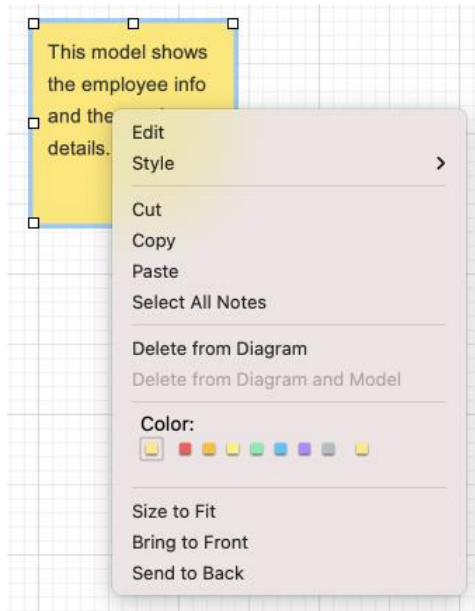 This model shows
the employee info
and the
details.
Edit
Style
Cut
Copy
Paste
Select All Notes
Delete from Diagram
Delete from Diagram and Model
Color:
Size to Fit
Bring to Front
Send to Back